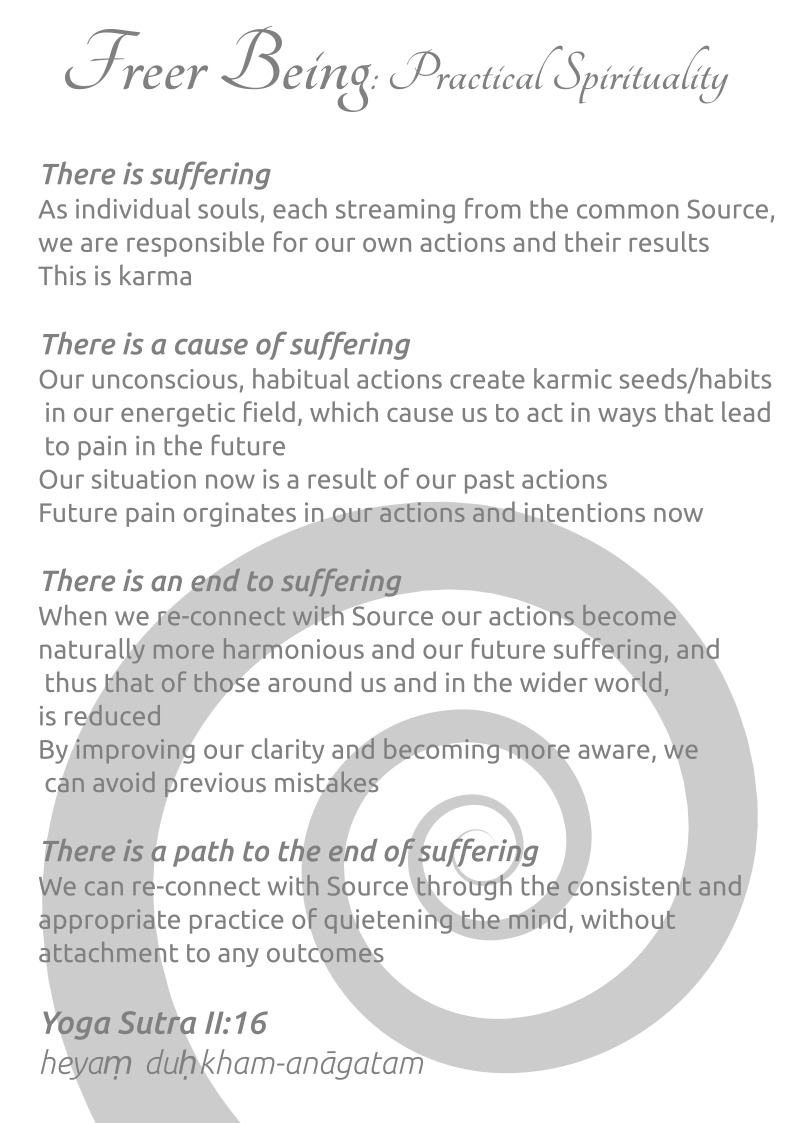 Freer Being: Practical Spirituality
There is suffering
As individual souls, each streaming from the common Source,
we are responsible for our own actions and their results
This is karma
There is a cause of suffering
Our unconscious, habitual actions create karmic seeds/habits
in our energetic field, which cause us to act in ways that lead
to pain in the future
Our situation now is a result of our past actions
Future pain orginates in our actions and intentions now
There is an end to suffering
When we re-connect with Source our actions become
naturally more harmonious and our future suffering, and
thus that of those around us and in the wider world,
is reduced
By improving our clarity and becoming more aware, we
can avoid previous mistakes
There is a path to the end of suffering
We can re-connect with Source through the consistent and
appropriate practice of quietening the mind, without
attachment to any outcomes
Yoga Sutra II:16
heyaṃ duḥkham-anāgatam